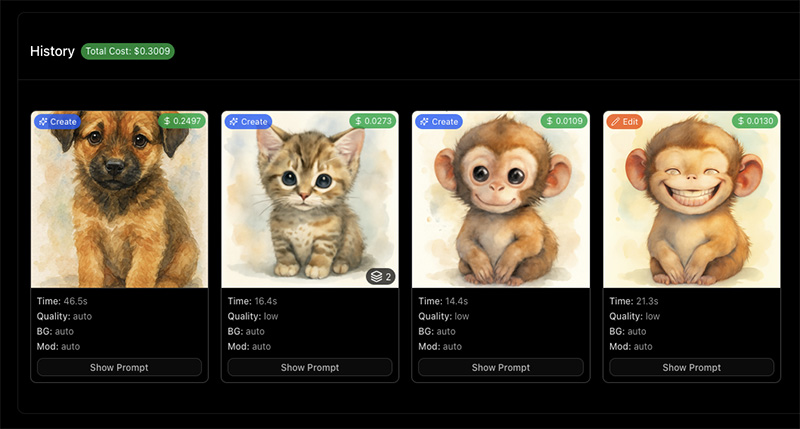 History Total Cost: $0.3009
Create $ 0.2497
Create $ 0.0273
Create $ 0.0109
Edit $ 0.0130
2
Time: 46.5s
Quality: auto
BG: auto
Mod: auto
Show Prompt
Time: 16.4s
Quality: low
BG: auto
Mod: auto
Show Prompt
Time: 14.4s
Quality: low
BG: auto
Mod: auto
Show Prompt
Time: 21.3s
Quality: low
BG: auto
Mod: auto
Show Prompt